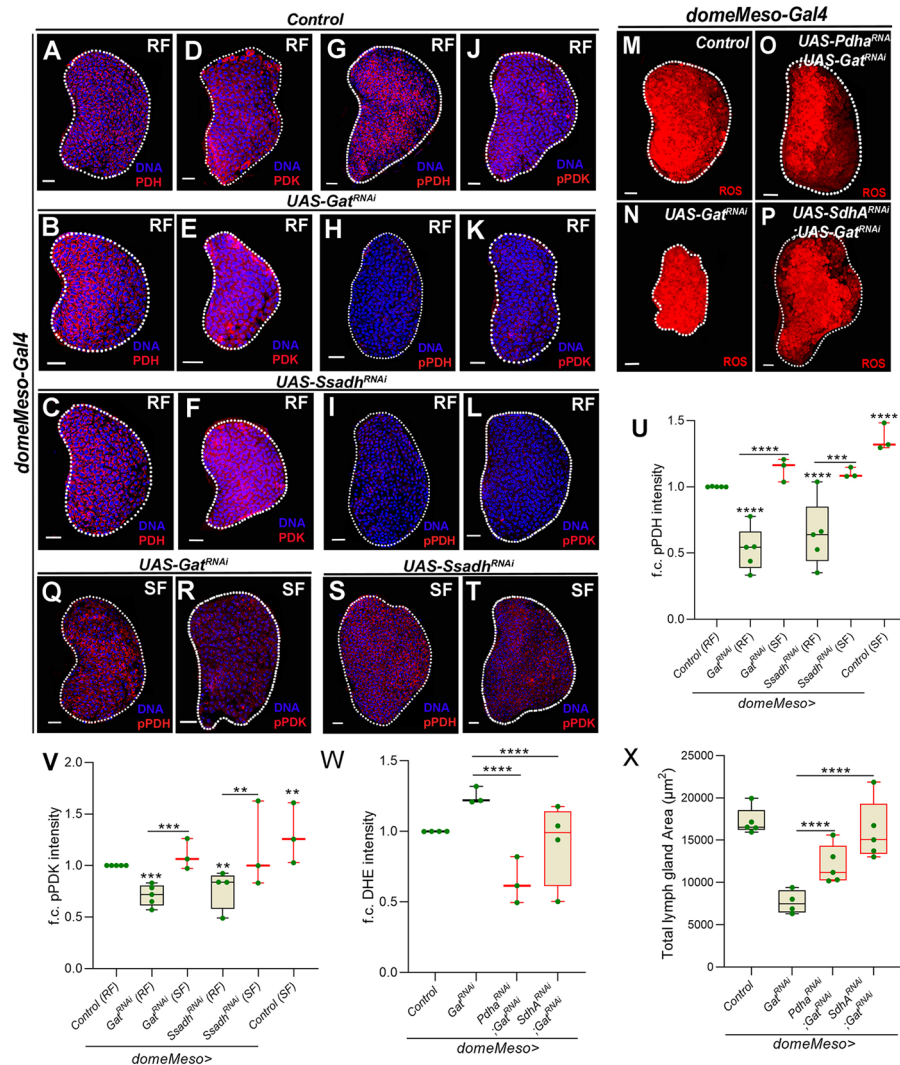 Control
domeMeso-Gal4
A RF DNA PDH
D RF DNA PDK
G RF DNA pPDH
J RF DNA pPDK
M Control ROS
O UAS-Pdha^RNAi ;UAS-Gat^RNAi ROS
UAS-Gat^RNAi
B RF DNA PDH
E RF DNA PDK
H RF DNA pPDH
K RF DNA pPDK
N UAS-Gat^RNAi ROS
P UAS-SdhA^RNAi ;UAS-Gat^RNAi ROS
domeMeso-Gal4
UAS-Ssadh^RNAi
C RF DNA PDH
F RF DNA PDK
I RF DNA pPDH
L RF DNA pPDK
UAS-Gat^RNAi
UAS-Ssadh^RNAi
Q SF DNA pPDH
R SF DNA pPDK
S SF DNA pPDH
T SF DNA pPDK
U
f.c. pPDH intensity
1.5
1.0
0.5
0.0
****
****
****
***
****
Control (RF)
Gat^RNAi (RF)
Gat^RNAi (SF)
Ssadh^RNAi (RF)
Ssadh^RNAi (SF)
Control (SF)
domeMeso>
V
f.c. pPDK intensity
2.0
1.5
1.0
0.5
0.0
***
***
**
**
**
Control (RF)
Gat^RNAi (RF)
Gat^RNAi (SF)
Ssadh^RNAi (RF)
Ssadh^RNAi (SF)
Control (SF)
domeMeso>
W
f.c. DHE intensity
1.5
1.0
0.5
0.0
****
****
Control
Gat^RNAi
Pdha^RNAi
;Gat^RNAi
SdhA^RNAi
;Gat^RNAi
domeMeso>
X
Total lymph gland Area (µm²)
25000
20000
15000
10000
5000
0
****
****
Control
Gat^RNAi
Pdha^RNAi
;Gat^RNAi
SdhA^RNAi
;Gat^RNAi
domeMeso>